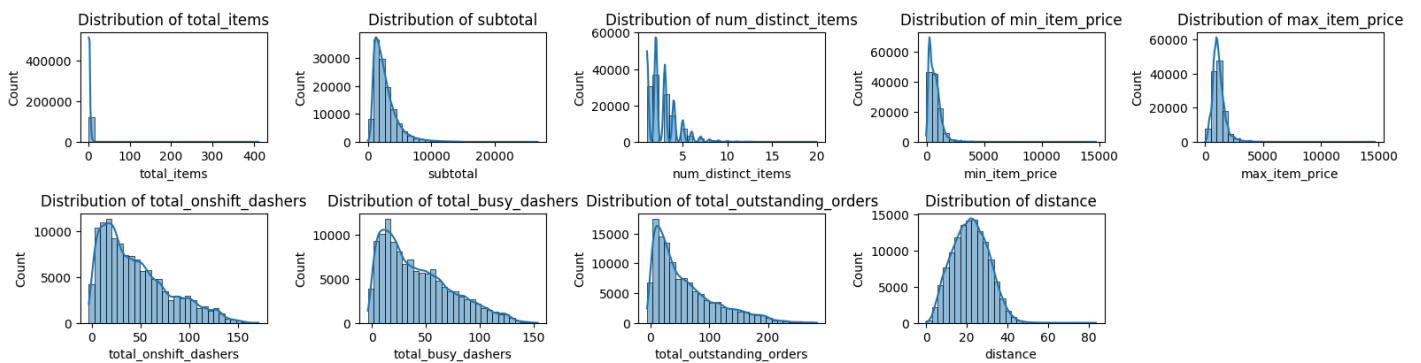 Distribution of total_items
Distribution of subtotal
Distribution of num_distinct_items
Distribution of min_item_price
Distribution of max_item_price
Count
400000
200000
0
0
100
200
300
400
total_items
Count
30000
20000
10000
0
0
10000
20000
subtotal
Count
60000
40000
20000
0
5
10
15
20
num_distinct_items
Count
60000
40000
20000
0
0
5000
10000
15000
min_item_price
Count
60000
40000
20000
0
0
5000
10000
15000
max_item_price
Distribution of total_onshift_dashers
Distribution of total_busy_dashers
Distribution of total_outstanding_orders
Distribution of distance
Count
10000
5000
0
0
50
100
150
total_onshift_dashers
Count
10000
5000
0
0
50
100
150
total_busy_dashers
Count
15000
10000
5000
0
0
100
200
total_outstanding_orders
Count
15000
10000
5000
0
0
20
40
60
80
distance